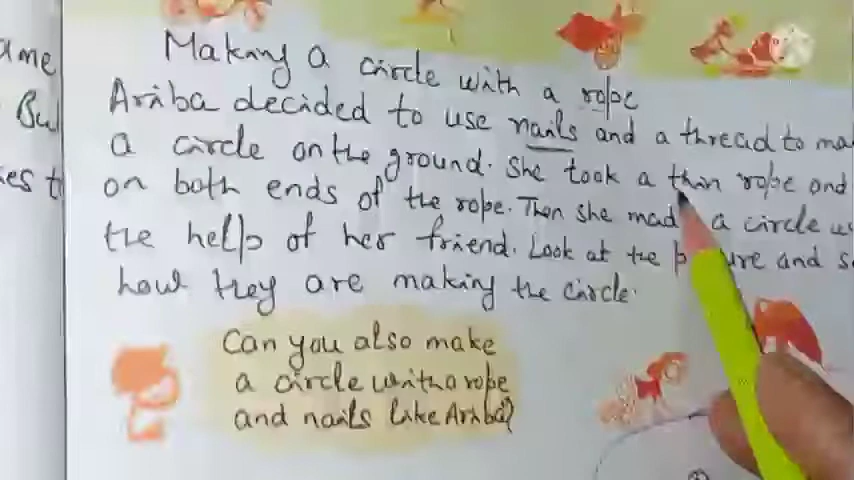 ame
Bu
es t
Making a circle with a rope
Ariba decided to use nails and a thread to ma
a circle on the ground. She took a thin rope and
on both ends of the rope. Then she mad a circle u
the help of her friend. Look at the p ure and s
how they are making the circle.
Can you also make
a circle with a rope
and nails like Ariba?